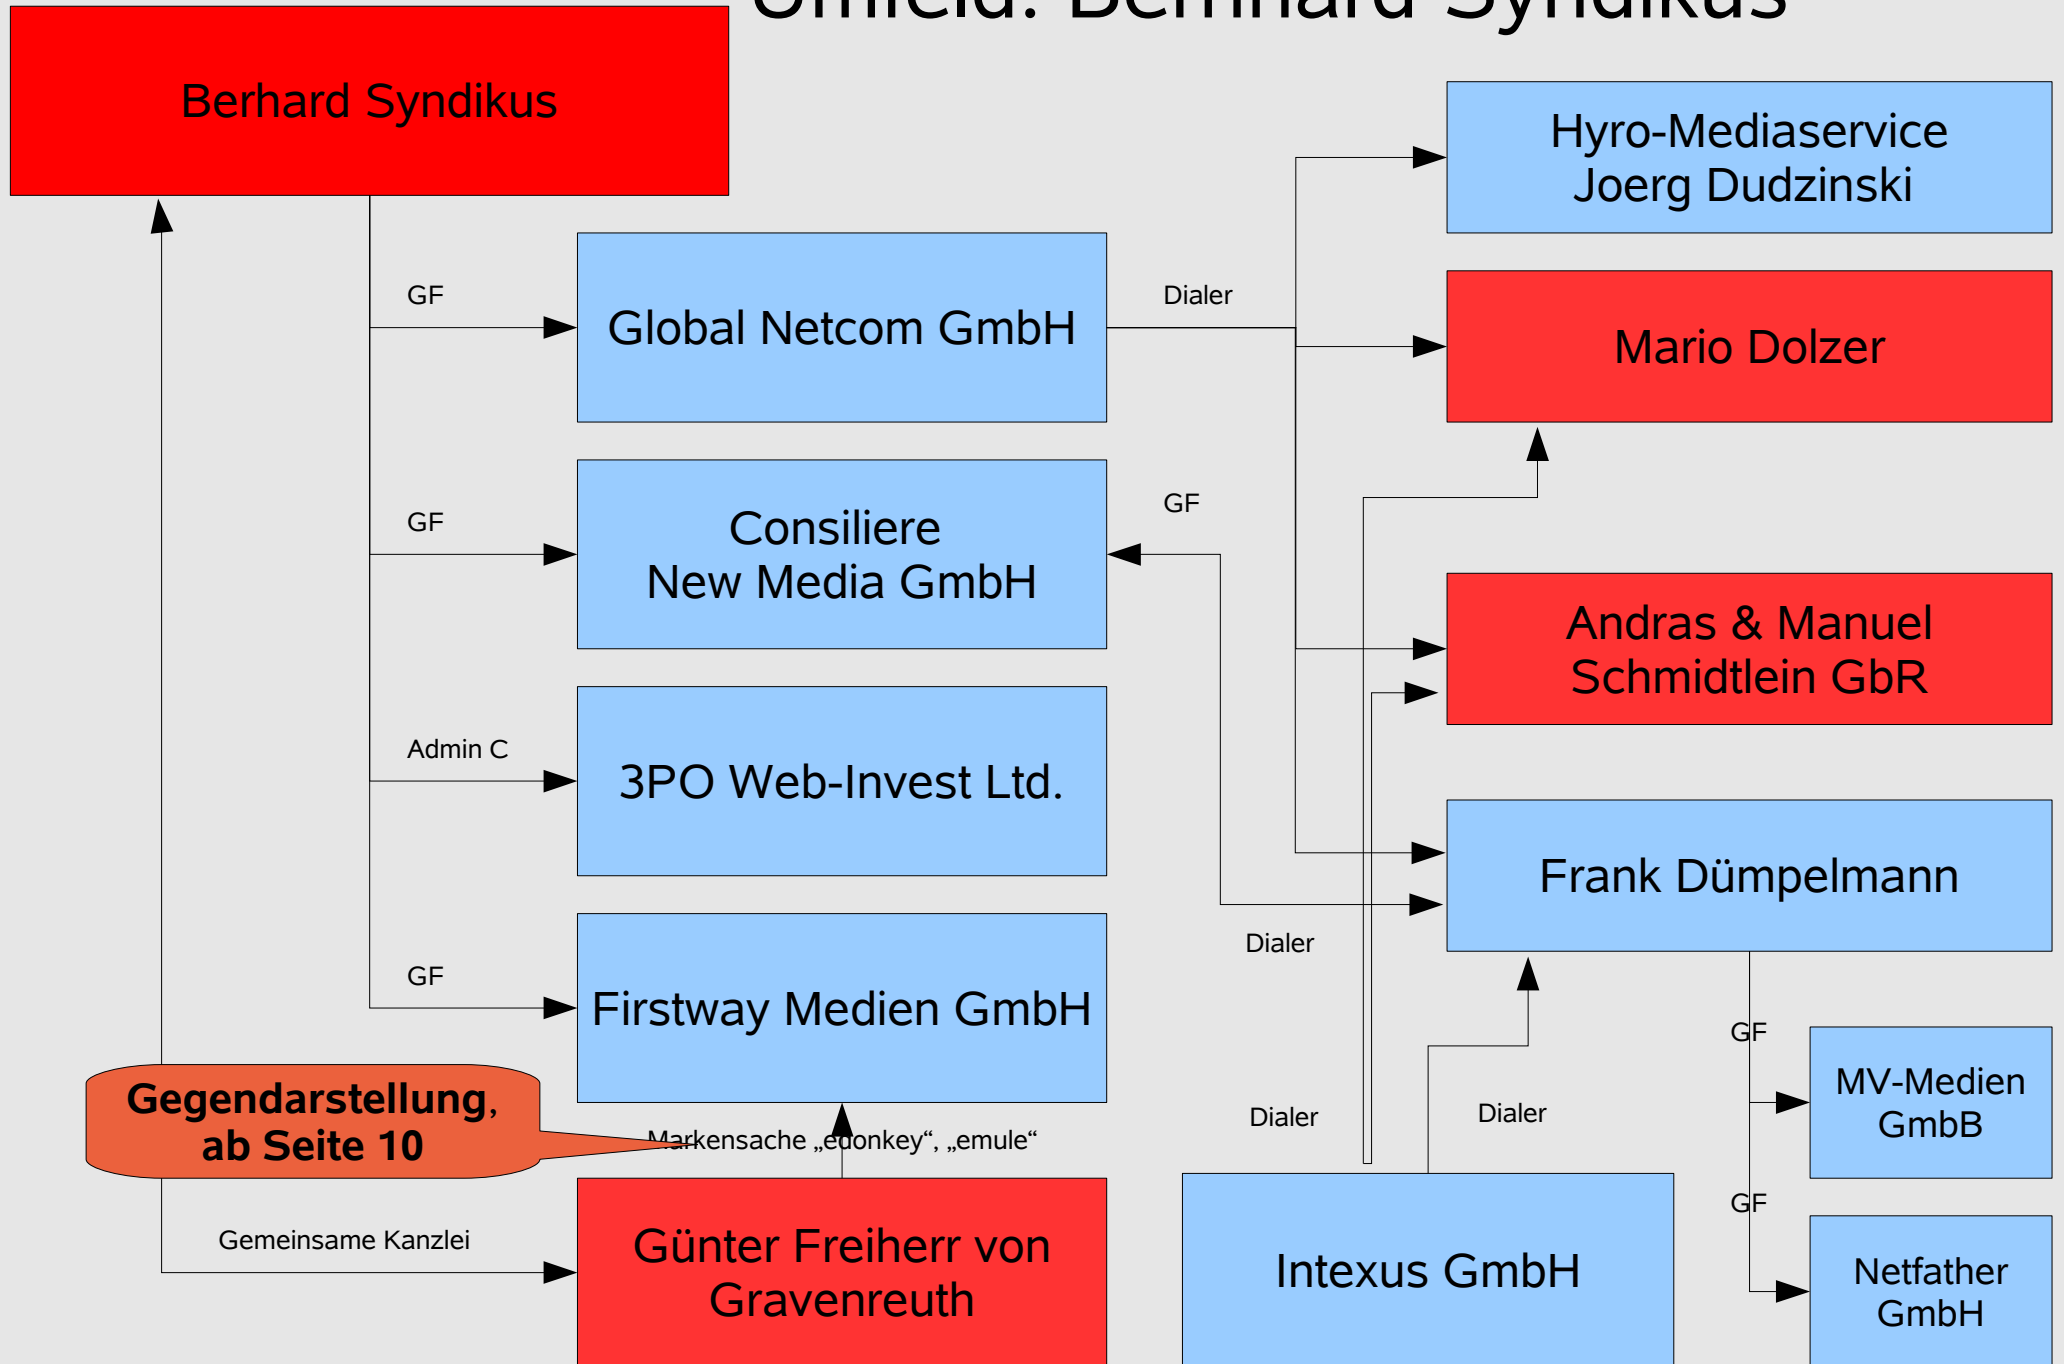 Umfeld: Bernhard Syndikus
Berhard Syndikus
Hyro-Mediaservice
Joerg Dudzinski
GF
Global Netcom GmbH
Dialer
Mario Dolzer
GF
Consiliere
New Media GmbH
GF
Andras & Manuel
Schmidtlein GbR
Admin C
3PO Web-Invest Ltd.
Frank Dümpelmann
Dialer
GF
Firstway Medien GmbH
GF
MV-Medien
GmbB
Gegendarstellung,
ab Seite 10
Markensache „edonkey“, „emule“
Dialer
Dialer
GF
Gemeinsame Kanzlei
Günter Freiherr von
Gravenreuth
Intexus GmbH
Netfather
GmbH